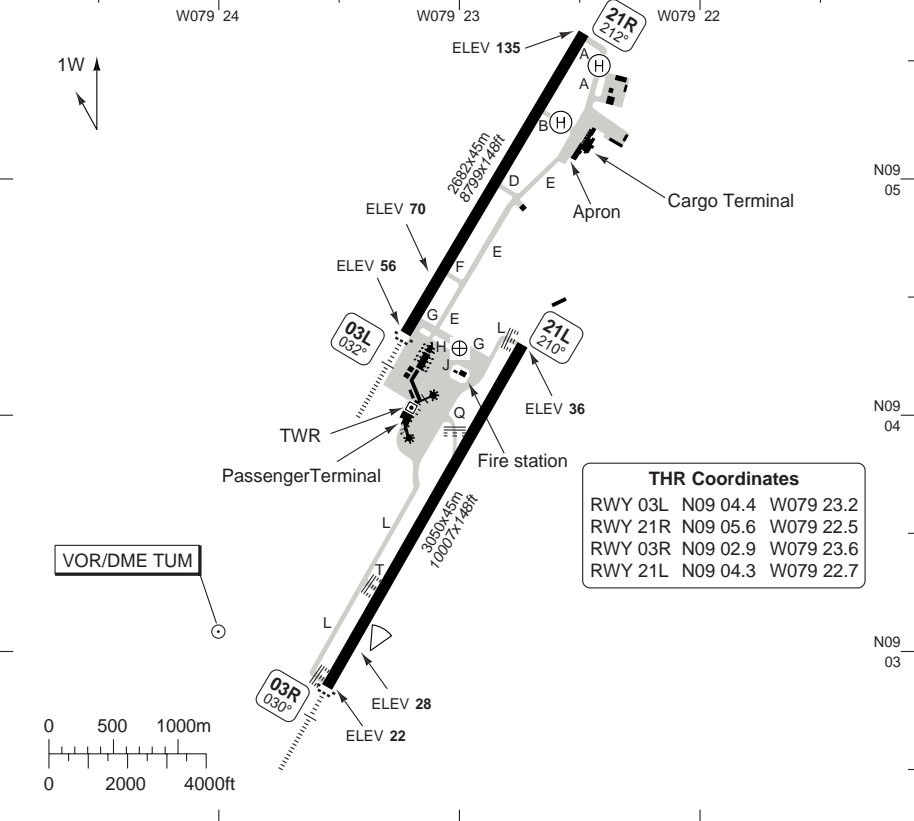 W079 24
W079 23
W079 22
21R
212°
ELEV 135
1W
A
H
A
B
H
2682x45m
8799x148ft
N09
05
D
E
Cargo Terminal
Apron
ELEV 70
E
ELEV 56
F
G
E
L
03L
032°
21L
210°
H
G
J
ELEV 36
N09
04
Q
TWR
PassengerTerminal
Fire station
THR Coordinates
RWY 03L N09 04.4 W079 23.2
RWY 21R N09 05.6 W079 22.5
RWY 03R N09 02.9 W079 23.6
RWY 21L N09 04.3 W079 22.7
3050x45m
10007x148ft
L
VOR/DME TUM
T
L
N09
03
03R
030°
ELEV 28
ELEV 22
0 500 1000m
0 2000 4000ft